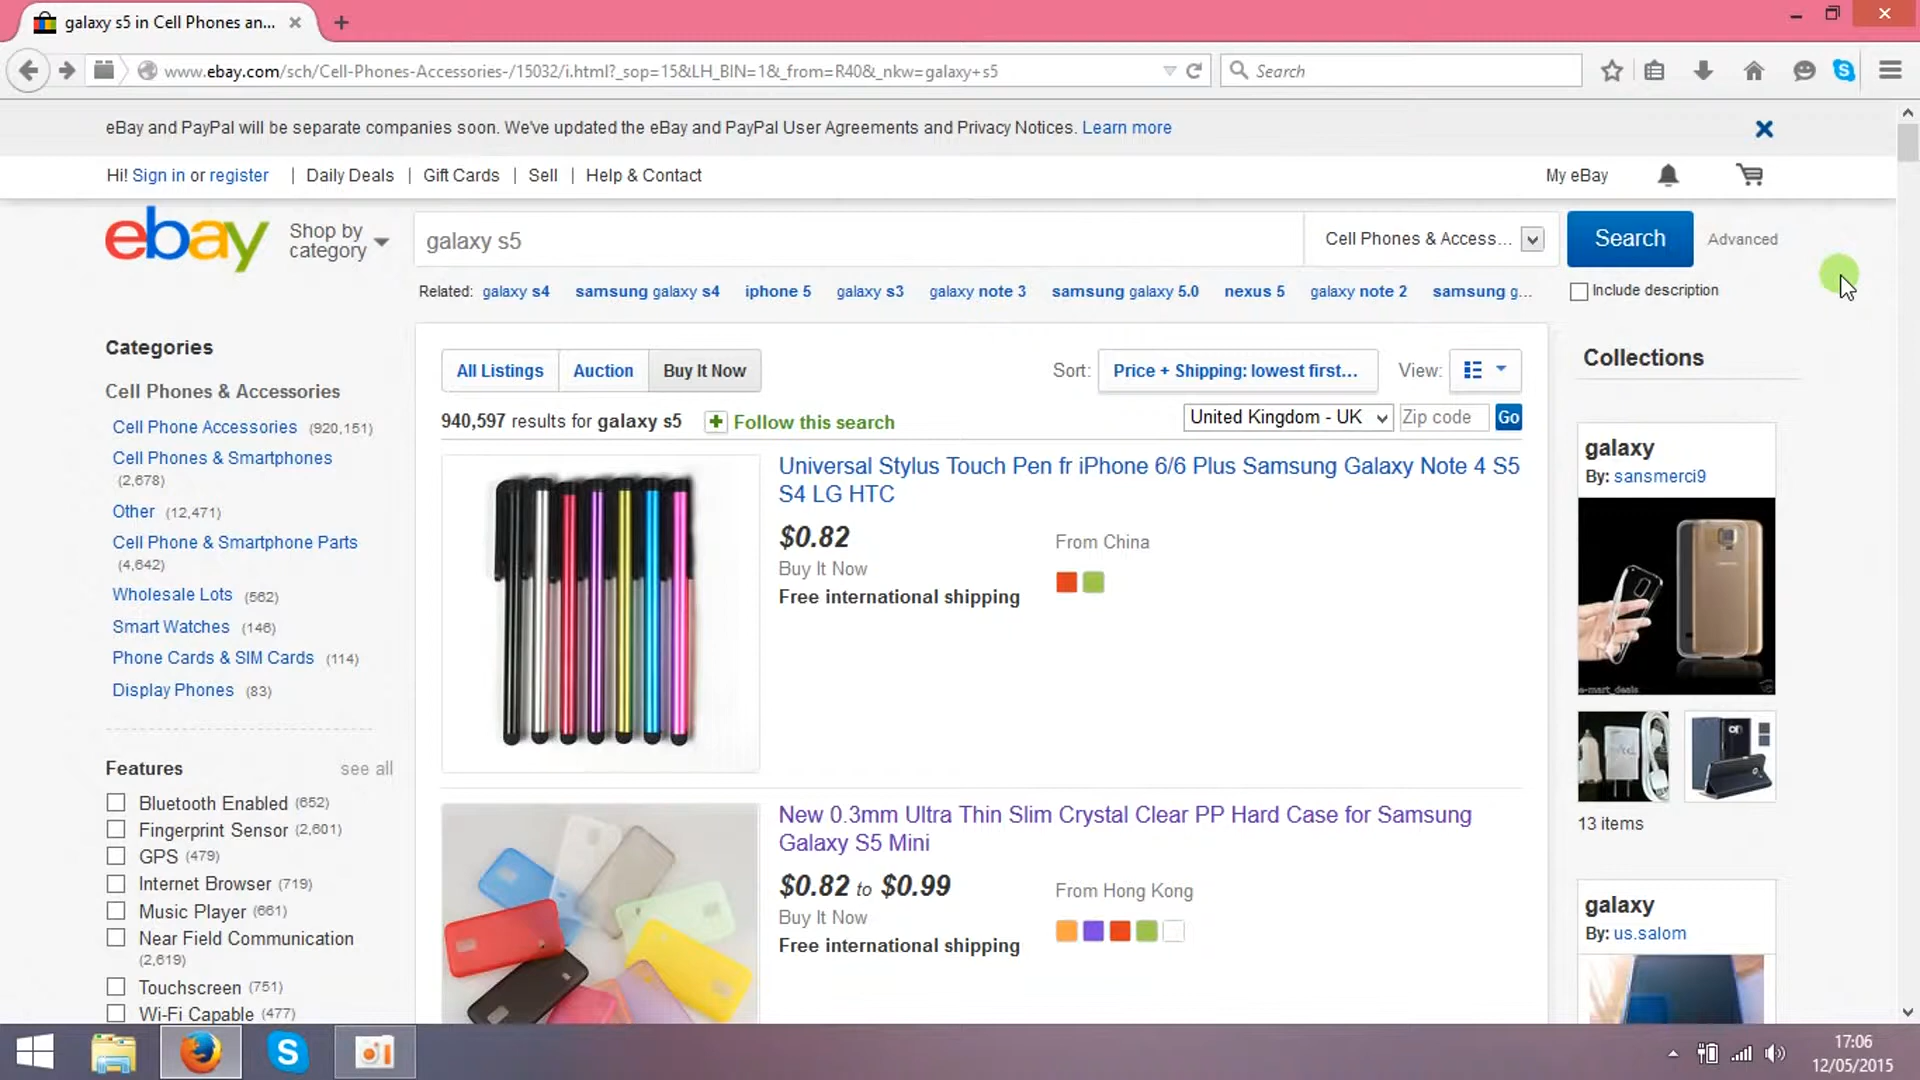 galaxy s5 in Cell Phones an...
www.ebay.com/sch/Cell-Phones-Accessories-/15032/i.html?_sop=15&LH_BIN=1&_from=R40&_nkw=galaxy+s5
Search
eBay and PayPal will be separate companies soon. We've updated the eBay and PayPal User Agreements and Privacy Notices. Learn more
Hi! Sign in or register | Daily Deals | Gift Cards | Sell | Help & Contact
My eBay
ebay
Shop by
category
galaxy s5
Cell Phones & Access...
Search
Advanced
Related: galaxy s4 samsung galaxy s4 iphone 5 galaxy s3 galaxy note 3 samsung galaxy 5.0 nexus 5 galaxy note 2 samsung g...
Include description
Categories
Cell Phones & Accessories
Cell Phone Accessories (920,151)
Cell Phones & Smartphones
(2,678)
Other (12,471)
Cell Phone & Smartphone Parts
(4,642)
Wholesale Lots (562)
Smart Watches (146)
Phone Cards & SIM Cards (114)
Display Phones (83)
Features
see all
Bluetooth Enabled (652)
Fingerprint Sensor (2,601)
GPS (479)
Internet Browser (719)
Music Player (661)
Near Field Communication
(2,619)
Touchscreen (751)
Wi-Fi Capable (477)
All Listings
Auction
Buy It Now
Sort: Price + Shipping: lowest first...
View:
940,597 results for galaxy s5
Follow this search
United Kingdom - UK
Zip code
Go
Universal Stylus Touch Pen fr iPhone 6/6 Plus Samsung Galaxy Note 4 S5
S4 LG HTC
$0.82
From China
Buy It Now
Free international shipping
New 0.3mm Ultra Thin Slim Crystal Clear PP Hard Case for Samsung
Galaxy S5 Mini
$0.82 to $0.99
From Hong Kong
Buy It Now
Free international shipping
Collections
galaxy
By: sansmerci9
e-mart_deals
13 items
galaxy
By: us.salom
17:06
12/05/2015